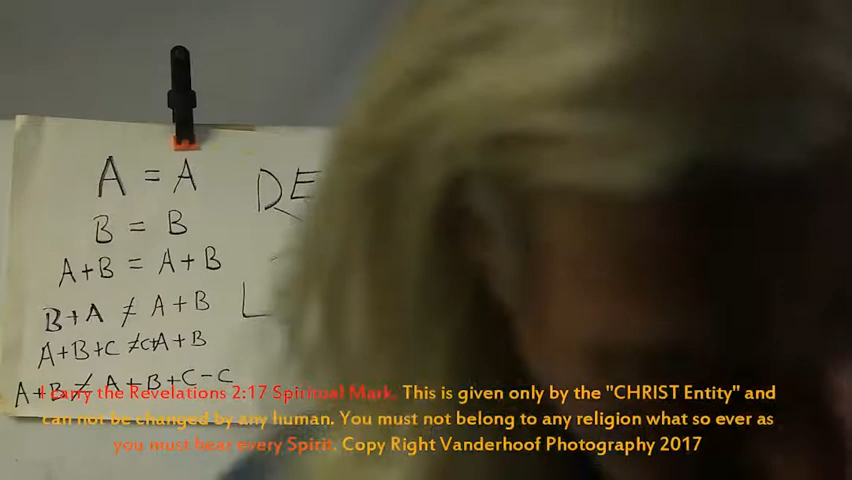 A = A
B = B
A+B = A+B
B+A ≠ A+B
A+B+C ≠ C+A+B
A+B ≠ A+B+C-C
DE
L
I carry the Revelations 2:17 Spiritual Mark. This is given only by the "CHRIST Entity" and
can not be changed by any human. You must not belong to any religion what so ever as
you must hear every Spirit. Copy Right Vanderhoof Photography 2017